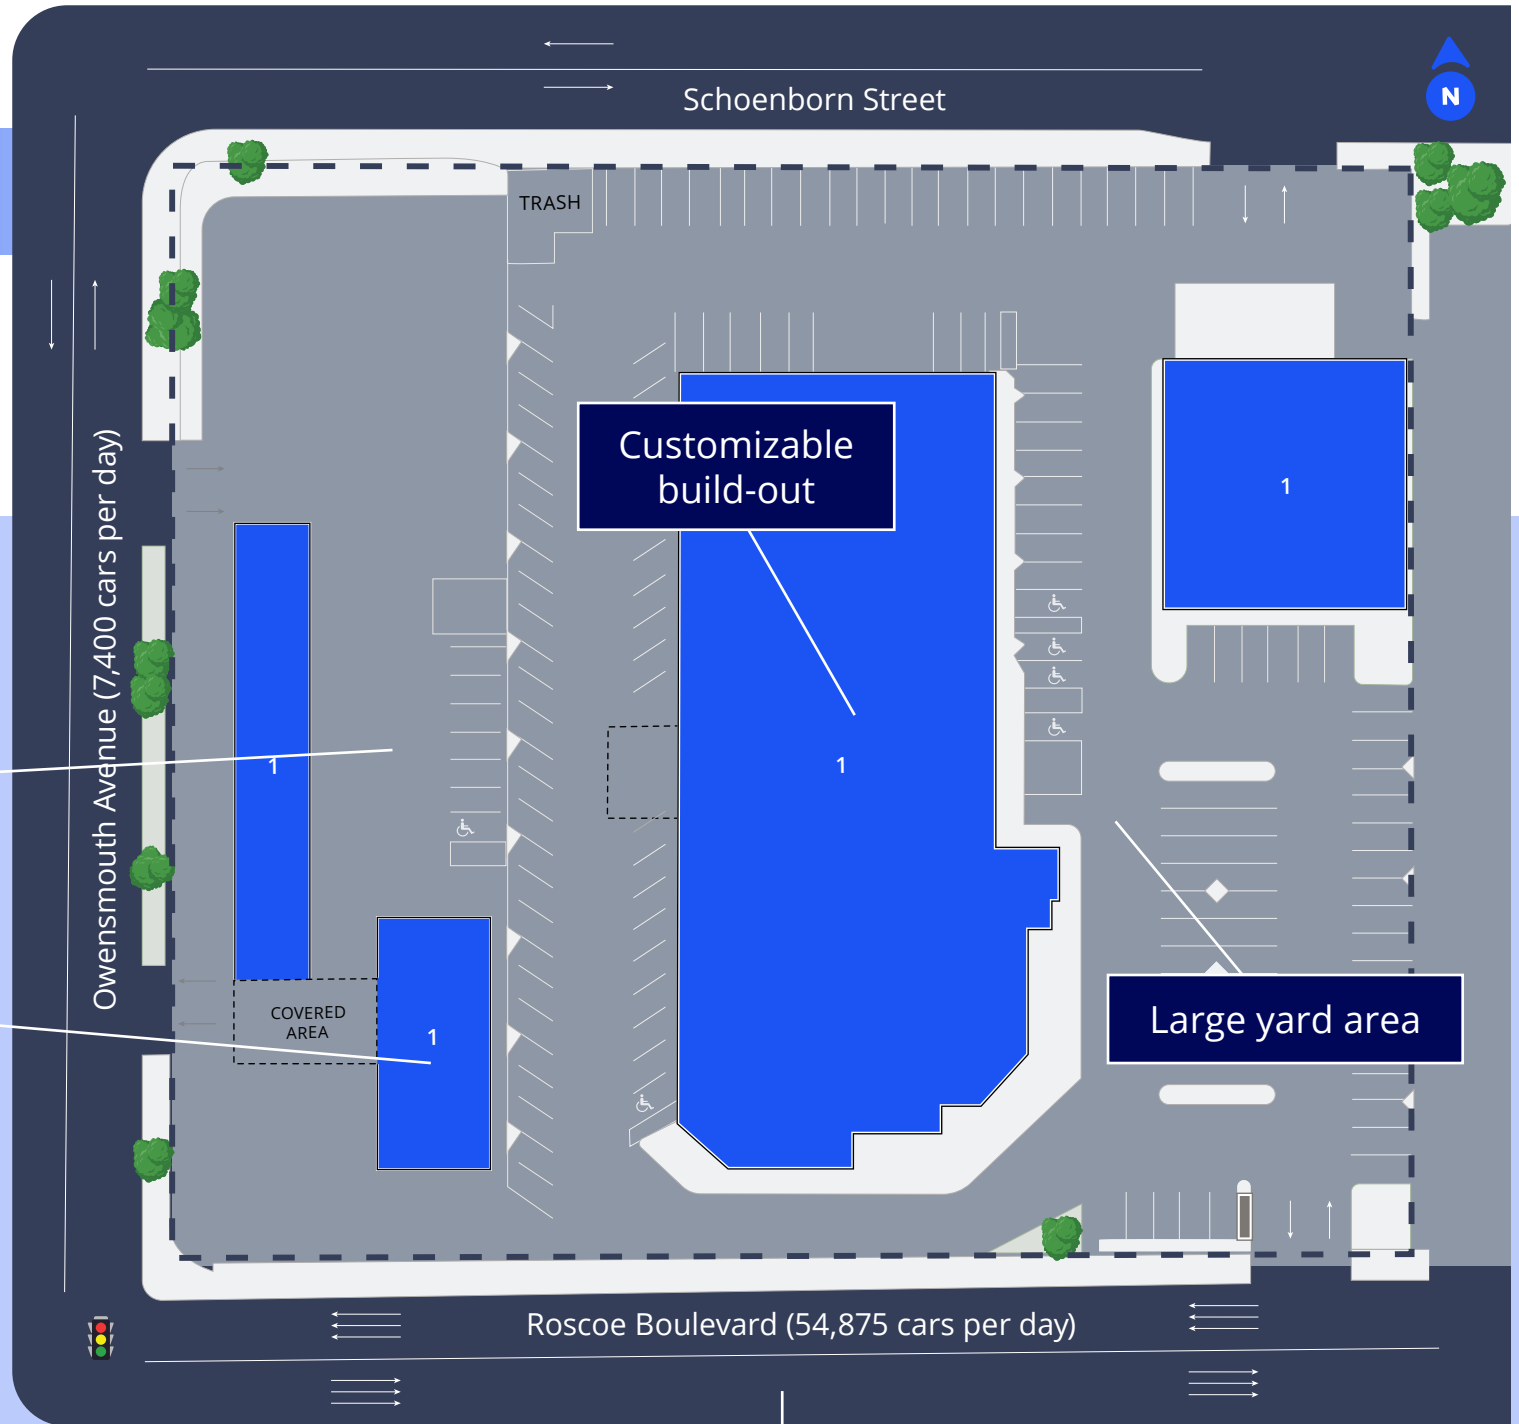 Schoenborn Street
N
TRASH
Customizable
build-out
1
Owensmouth Avenue (7,400 cars per day)
1
1
COVERED
AREA
1
Large yard area
Roscoe Boulevard (54,875 cars per day)